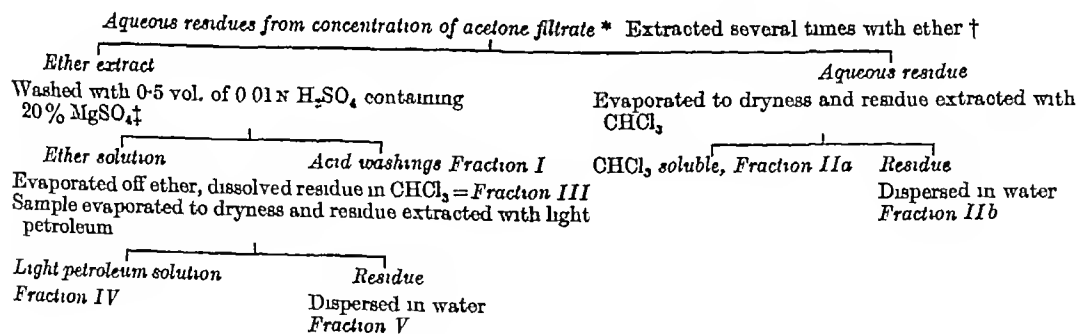 Aqueous residues from concentration of acetone filtrate * Extracted several times with ether †
Ether extract
Washed with 0·5 vol. of 0 01 N H₂SO₄ containing
20% MgSO₄‡
Aqueous residue
Evaporated to dryness and residue extracted with
CHCl₃
Ether solution
Acid washings Fraction I
CHCl₃ soluble, Fraction IIa
Residue
Dispersed in water
Fraction IIb
Evaporated off ether, dissolved residue in CHCl₃ = Fraction III
Sample evaporated to dryness and residue extracted with light
petroleum
Light petroleum solution
Fraction IV
Residue
Dispersed in water
Fraction V